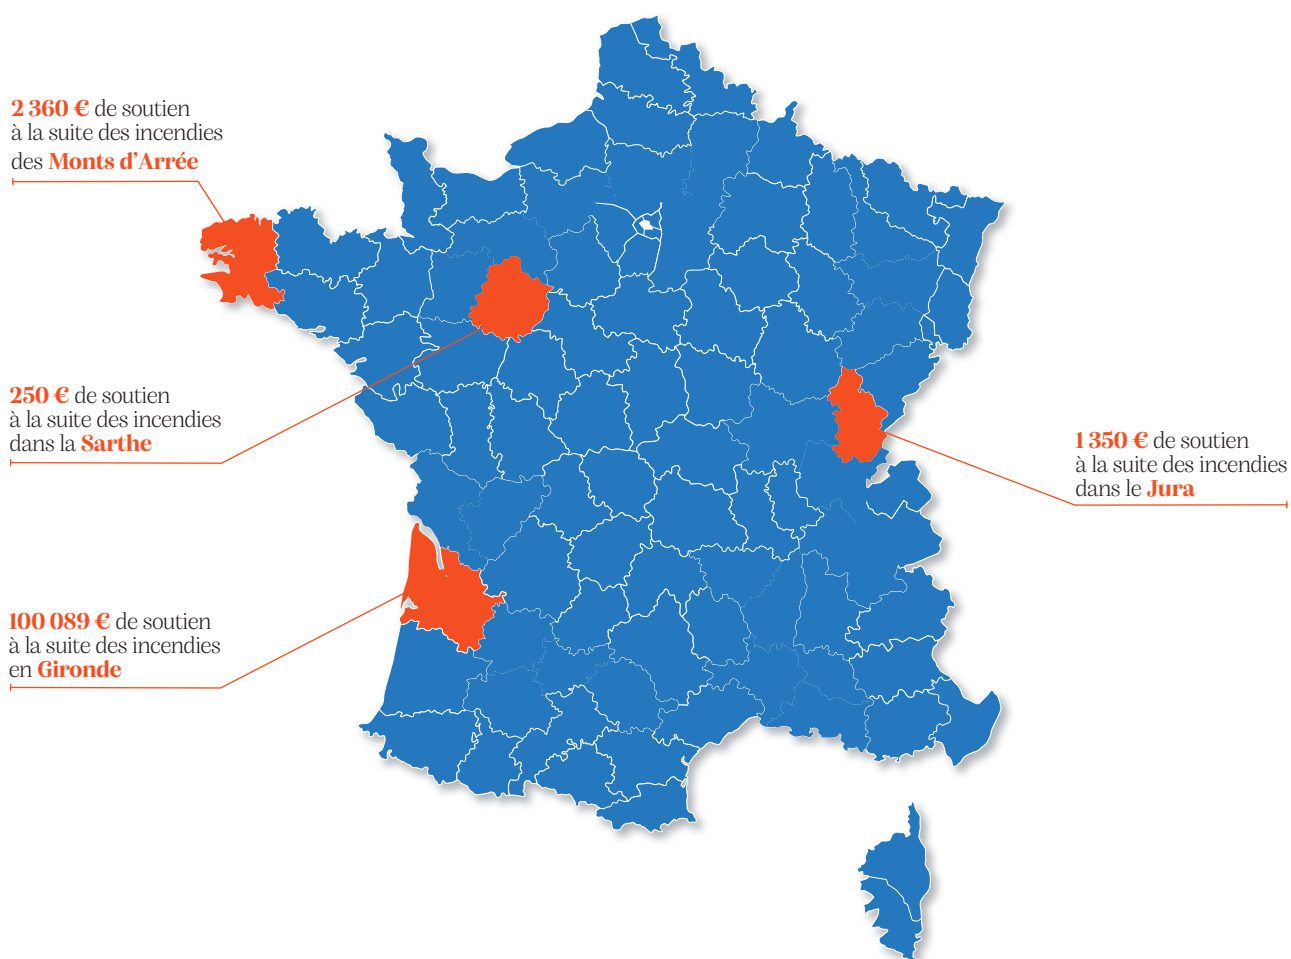 2 360 € de soutien
à la suite des incendies
des Monts d’Arrée
250 € de soutien
à la suite des incendies
dans la Sarthe
1 350 € de soutien
à la suite des incendies
dans le Jura
100 089 € de soutien
à la suite des incendies
en Gironde